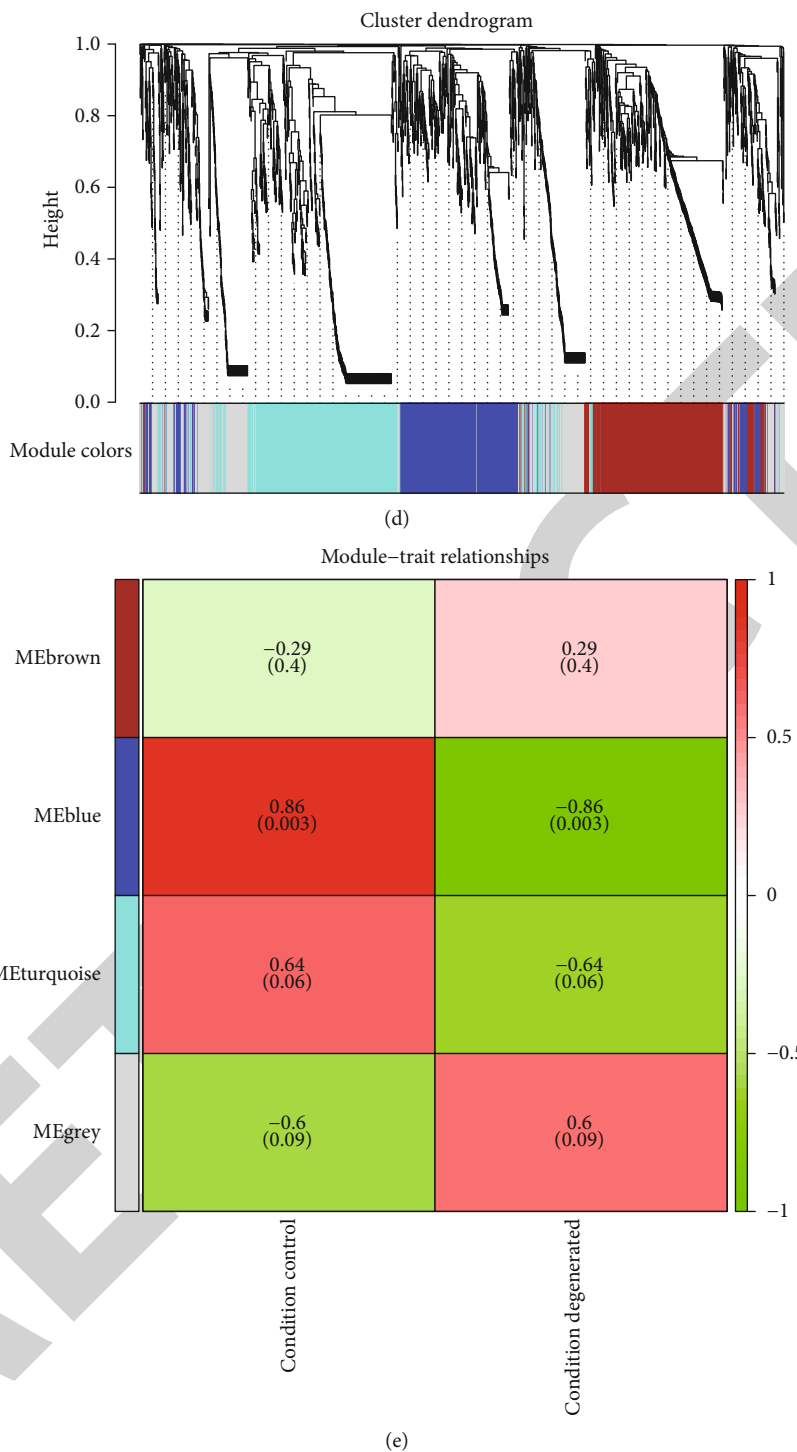 Cluster dendrogram
1.0
0.8
0.6
0.4
0.2
0.0
Height
Module colors
(d)
Module−trait relationships
MEbrown
−0.29
(0.4)
0.29
(0.4)
MEblue
0.86
(0.003)
−0.86
(0.003)
MEturquoise
0.64
(0.06)
−0.64
(0.06)
MEgrey
−0.6
(0.09)
0.6
(0.09)
1
0.5
0
−0.5
−1
Condition control
Condition degenerated
(e)